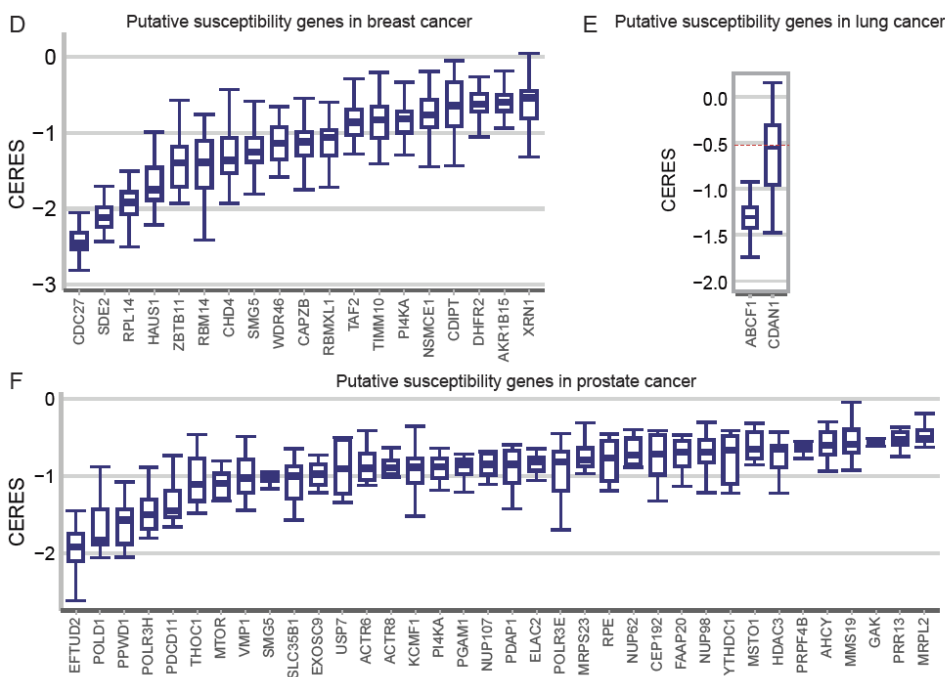 D
Putative susceptibility genes in breast cancer
CERES
0
−1
−2
−3
CDC27
SDE2
RPL14
HAUS1
ZBTB11
RBM14
CHD4
SMG5
WDR46
CAPZB
RBMXL1
TAF2
TIMM10
PI4KA
NSMCE1
CDIPT
DHFR2
AKR1B15
XRN1
E
Putative susceptibility genes in lung cancer
CERES
0.0
−0.5
−1.0
−1.5
−2.0
ABCF1
CDAN1
F
Putative susceptibility genes in prostate cancer
CERES
0
−1
−2
EFTUD2
POLD1
PPWD1
POLR3H
PDCD11
THOC1
MTOR
VMP1
SMG5
SLC35B1
EXOSC9
USP7
ACTR6
ACTR8
KCMF1
PI4KA
PGAM1
NUP107
PDAP1
ELAC2
POLR3E
MRPS23
RPE
NUP62
CEP192
FAAP20
NUP98
YTHDC1
MSTO1
HDAC3
PRPF4B
AHCY
MMS19
GAK
PRR13
MRPL2